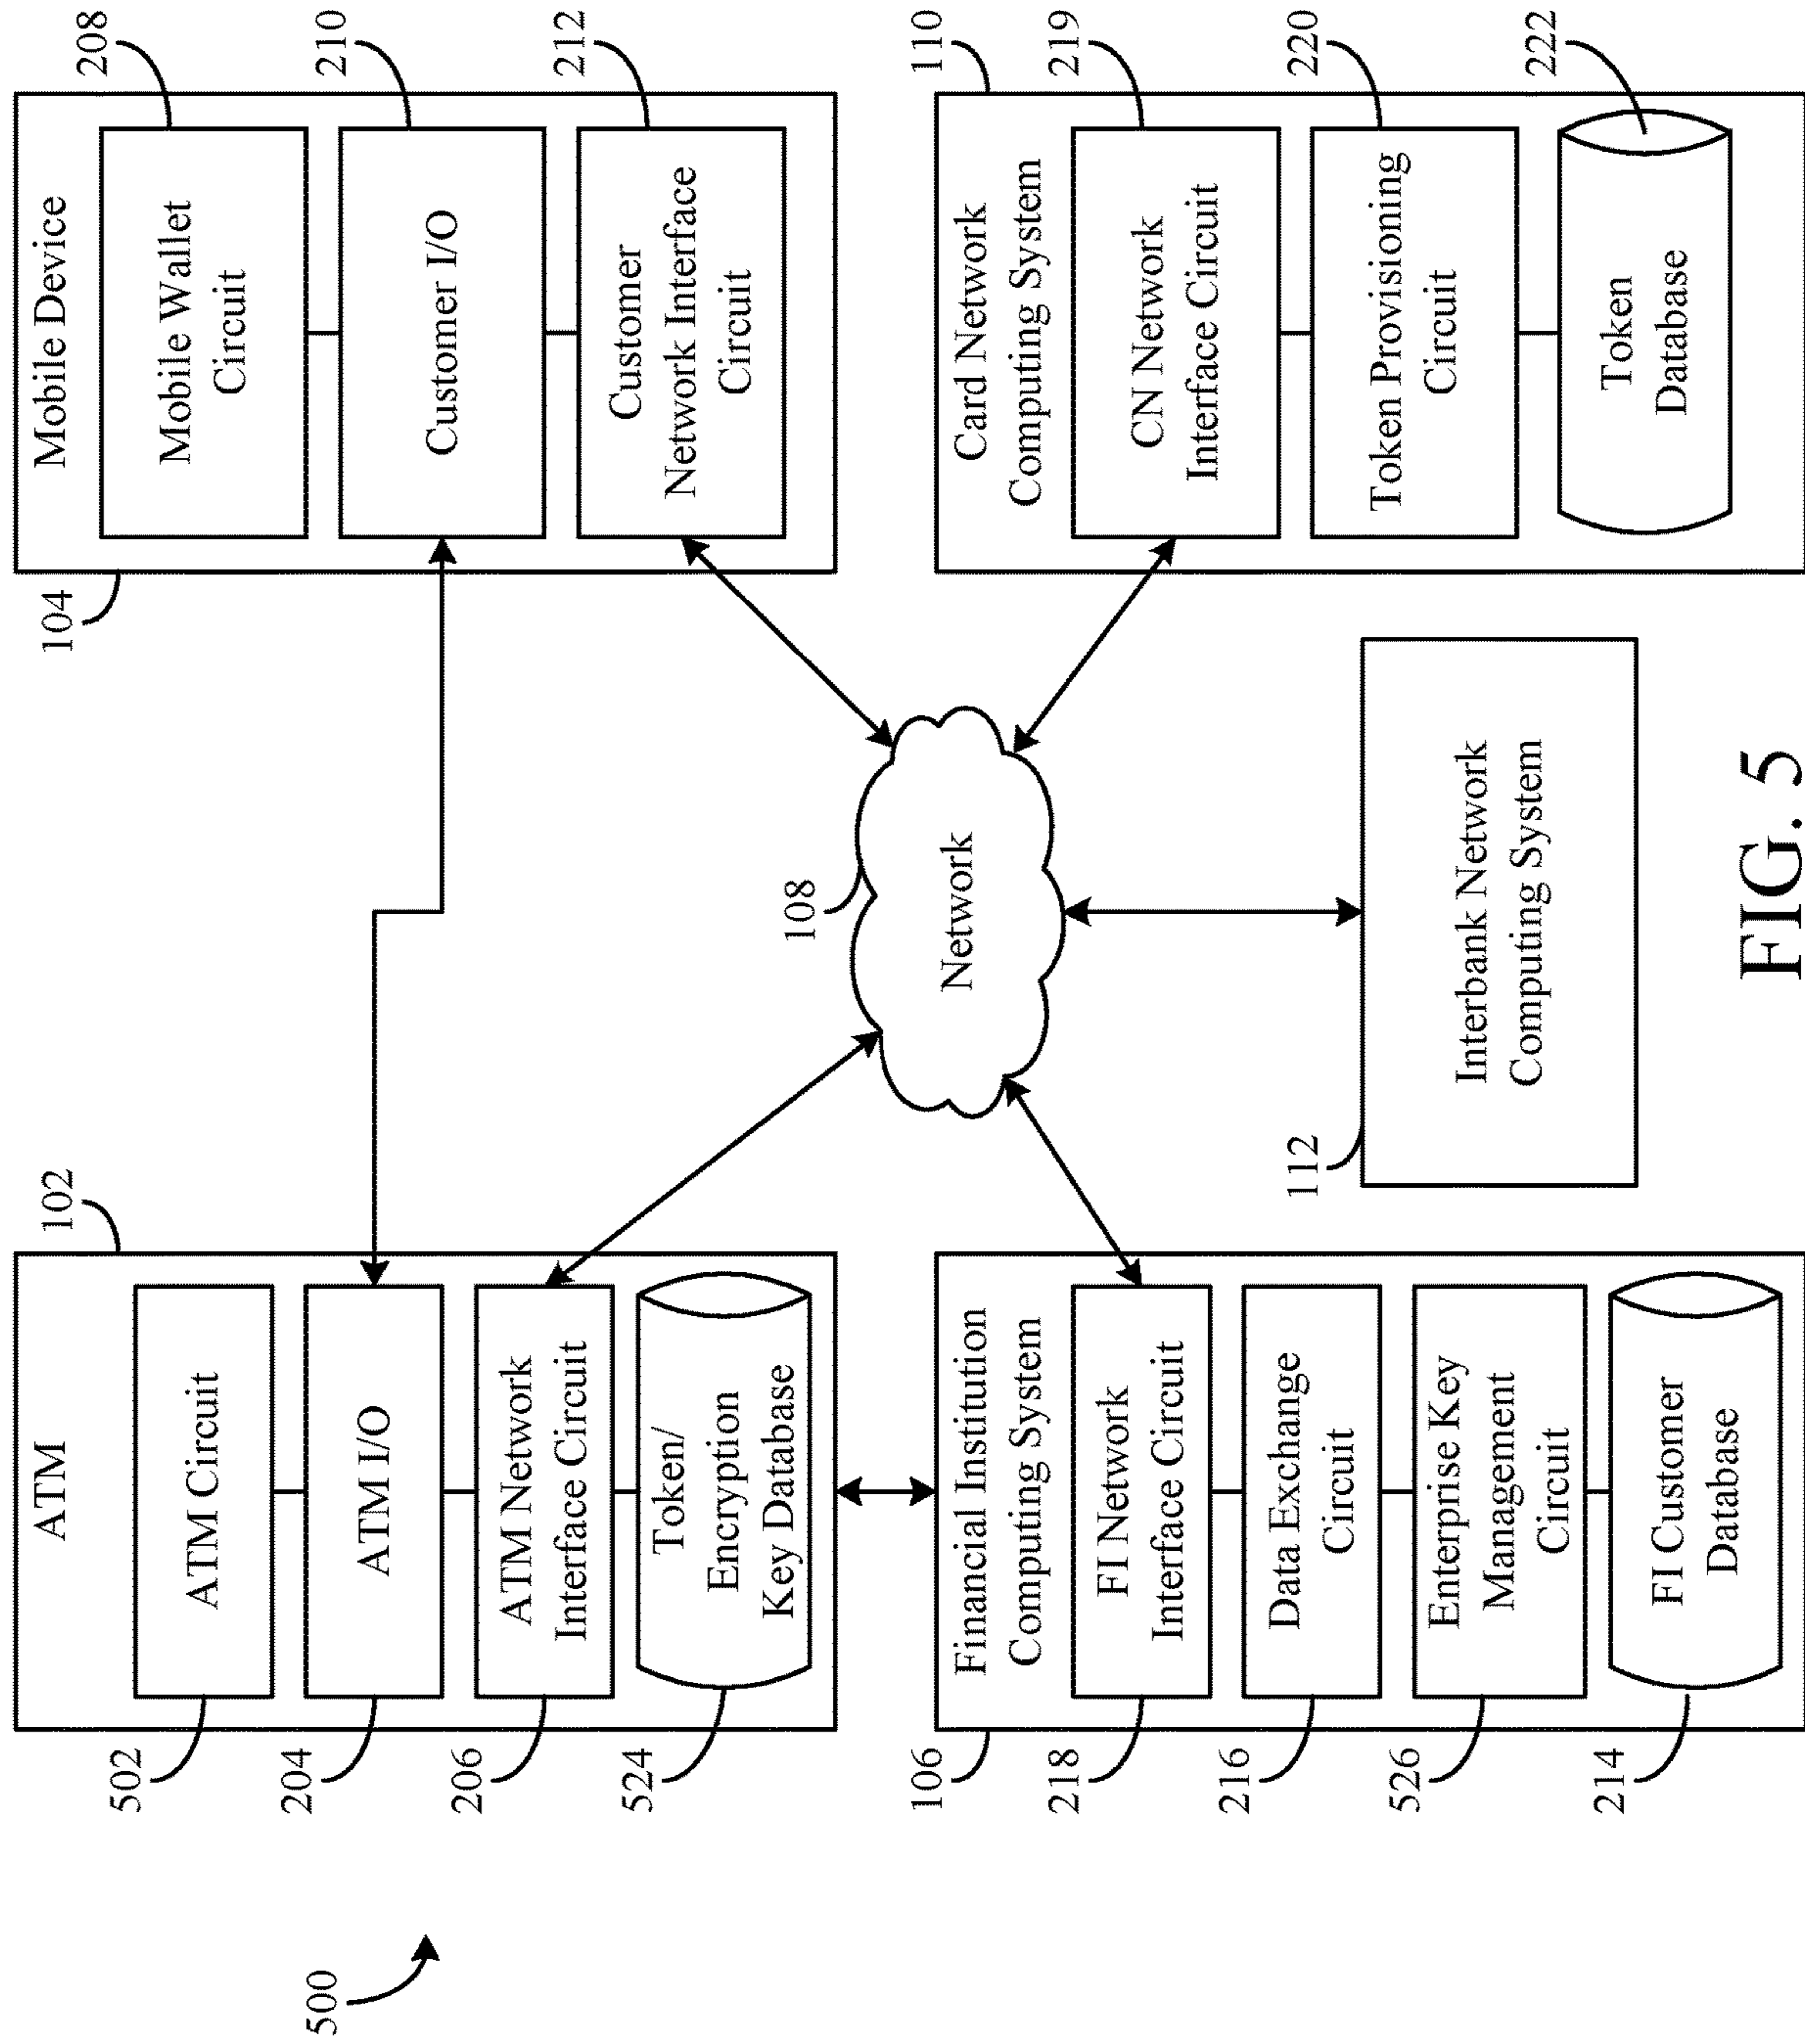 500
ATM
102
502
ATM Circuit
204
ATM I/O
206
ATM Network
Interface Circuit
524
Token/
Encryption
Key Database
Mobile Device
104
208
Mobile Wallet
Circuit
210
Customer I/O
212
Customer
Network Interface
Circuit
108
Network
106
Financial Institution
Computing System
218
FI Network
Interface Circuit
216
Data Exchange
Circuit
526
Enterprise Key
Management
Circuit
214
FI Customer
Database
112
Interbank Network
Computing System
110
Card Network
Computing System
219
CN Network
Interface Circuit
220
Token Provisioning
Circuit
222
Token
Database
FIG. 5